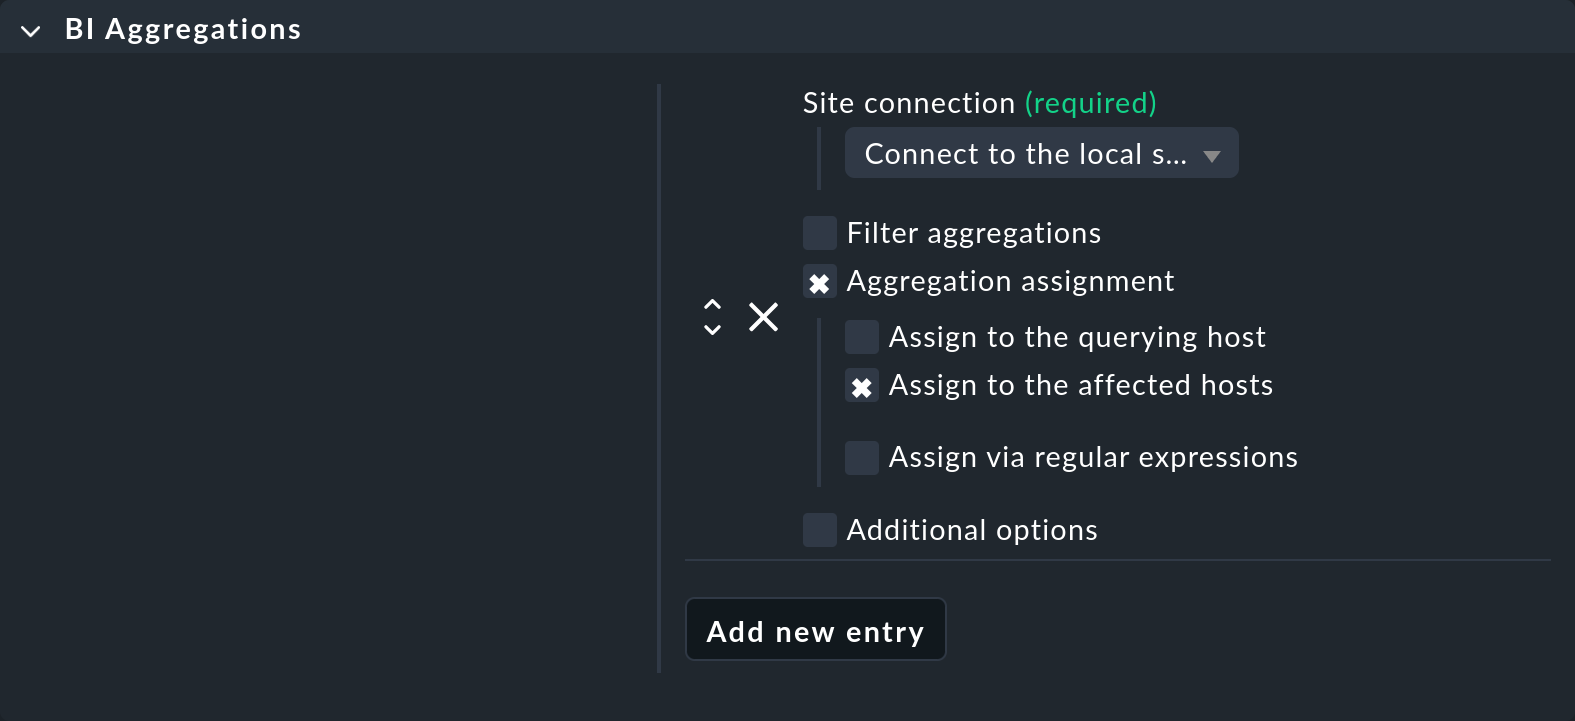 BI Aggregations
Site connection (required)
Connect to the local s...
Filter aggregations
Aggregation assignment
Assign to the querying host
Assign to the affected hosts
Assign via regular expressions
Additional options
Add new entry